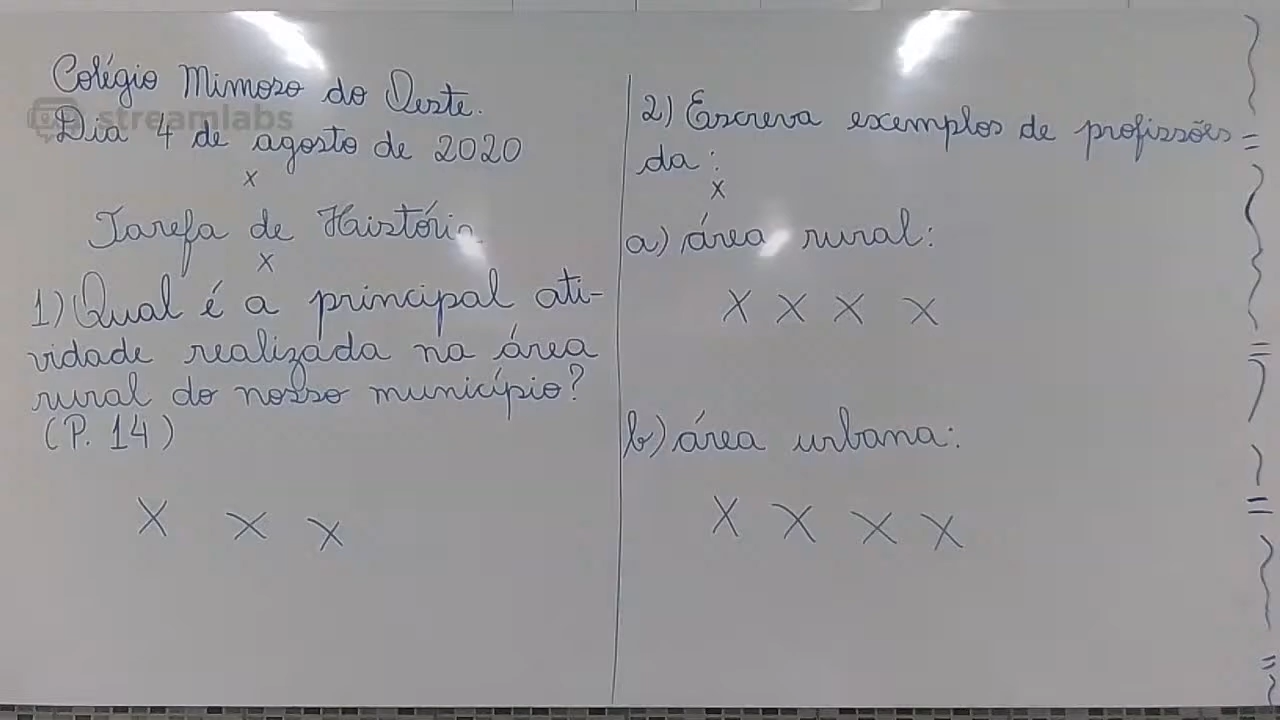 Colégio Mimoso do Oeste.
streamlabs
Dia 4 de agosto de 2020
x
Tarefa de História.
x
1) Qual é a principal ati-
vidade realizada na área
rural do nosso município?
(P. 14)
X X X
2) Escreva exemplos de profissões
da:
x
a) área rural:
X X X X
b) área urbana:
X X X X